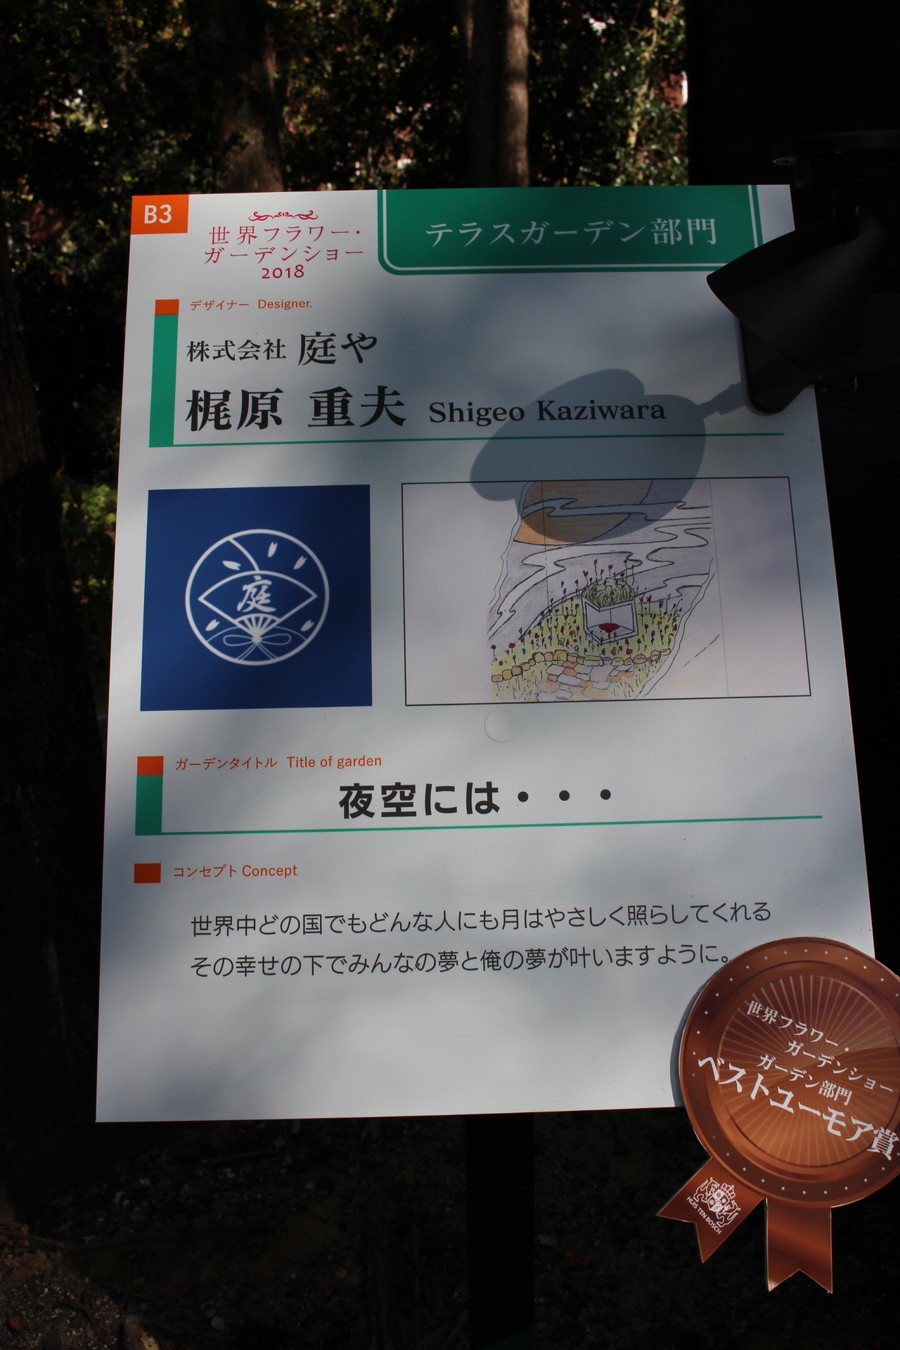 B3
世界フラワー・
ガーデンショー
2018
テラスガーデン部門
デザイナー Designer.
株式会社 庭や
梶原 重夫 Shigeo Kaziwara
庭
ガーデンタイトル Title of garden
夜空には・・・
コンセプト Concept
世界中どの国でもどんな人にも月はやさしく照らしてくれる
その幸せの下でみんなの夢と俺の夢が叶いますように。
世界フラワー・
ガーデンショー
ガーデン部門
ベストユーモア賞
HUIS TEN BOSCH